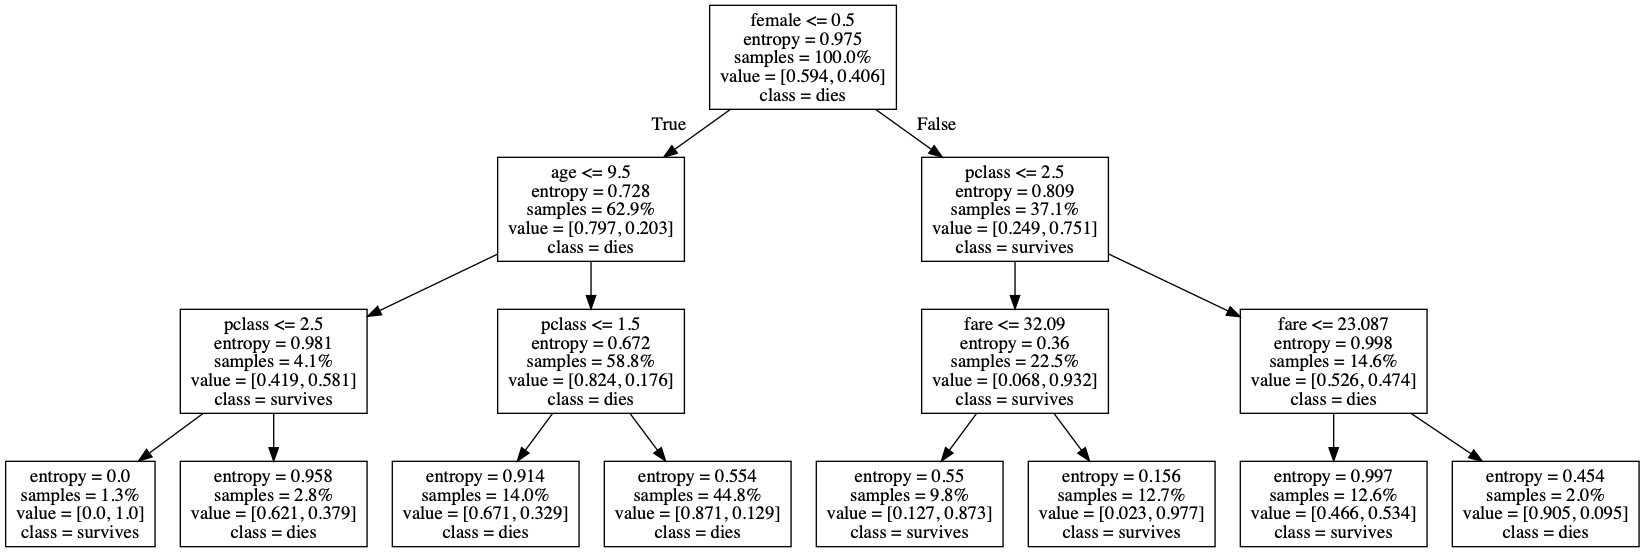 female <= 0.5
entropy = 0.975
samples = 100.0%
value = [0.594, 0.406]
class = dies
True
False
age <= 9.5
entropy = 0.728
samples = 62.9%
value = [0.797, 0.203]
class = dies
pclass <= 2.5
entropy = 0.809
samples = 37.1%
value = [0.249, 0.751]
class = survives
pclass <= 2.5
entropy = 0.981
samples = 4.1%
value = [0.419, 0.581]
class = survives
pclass <= 1.5
entropy = 0.672
samples = 58.8%
value = [0.824, 0.176]
class = dies
fare <= 32.09
entropy = 0.36
samples = 22.5%
value = [0.068, 0.932]
class = survives
fare <= 23.087
entropy = 0.998
samples = 14.6%
value = [0.526, 0.474]
class = dies
entropy = 0.0
samples = 1.3%
value = [0.0, 1.0]
class = survives
entropy = 0.958
samples = 2.8%
value = [0.621, 0.379]
class = dies
entropy = 0.914
samples = 14.0%
value = [0.671, 0.329]
class = dies
entropy = 0.554
samples = 44.8%
value = [0.871, 0.129]
class = dies
entropy = 0.55
samples = 9.8%
value = [0.127, 0.873]
class = survives
entropy = 0.156
samples = 12.7%
value = [0.023, 0.977]
class = survives
entropy = 0.997
samples = 12.6%
value = [0.466, 0.534]
class = survives
entropy = 0.454
samples = 2.0%
value = [0.905, 0.095]
class = dies